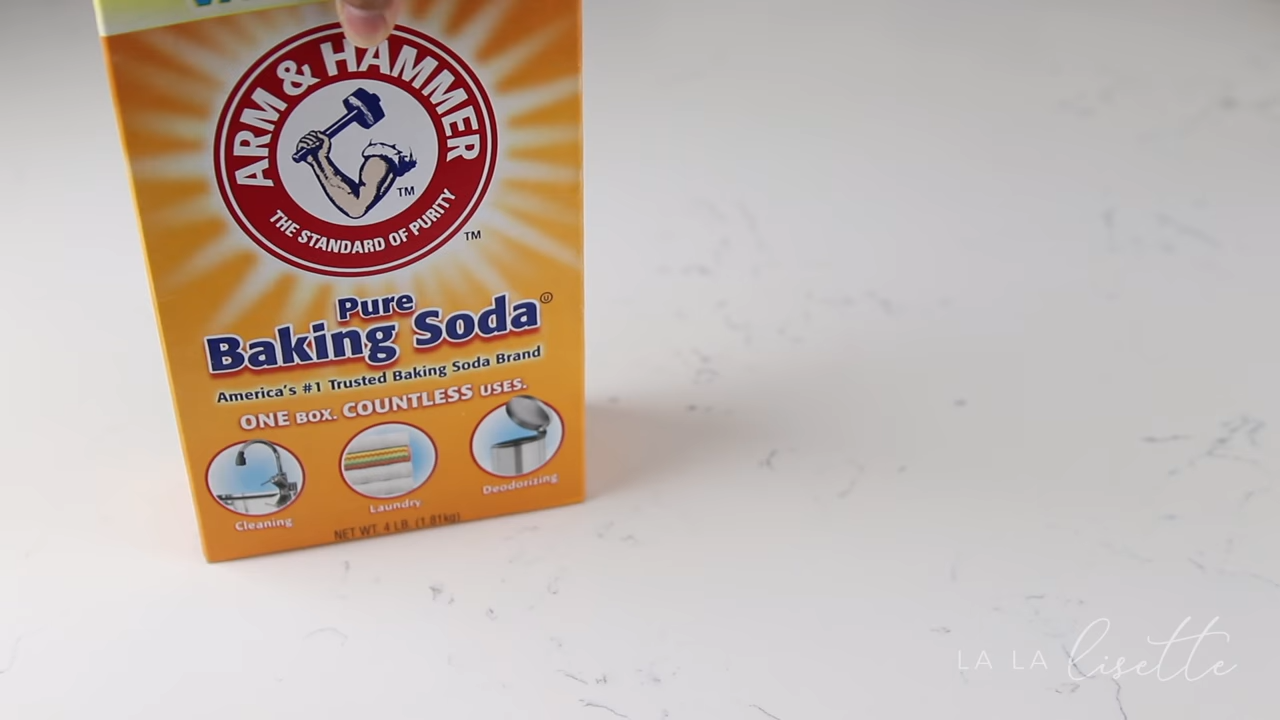 ARM & HAMMER
TM
THE STANDARD OF PURITY
TM
Pure
Baking Soda
America's #1 Trusted Baking Soda Brand
ONE BOX. COUNTLESS USES.
Cleaning
Laundry
Deodorizing
NET WT. 4 LB. (1.81kg)
LA LA lisette